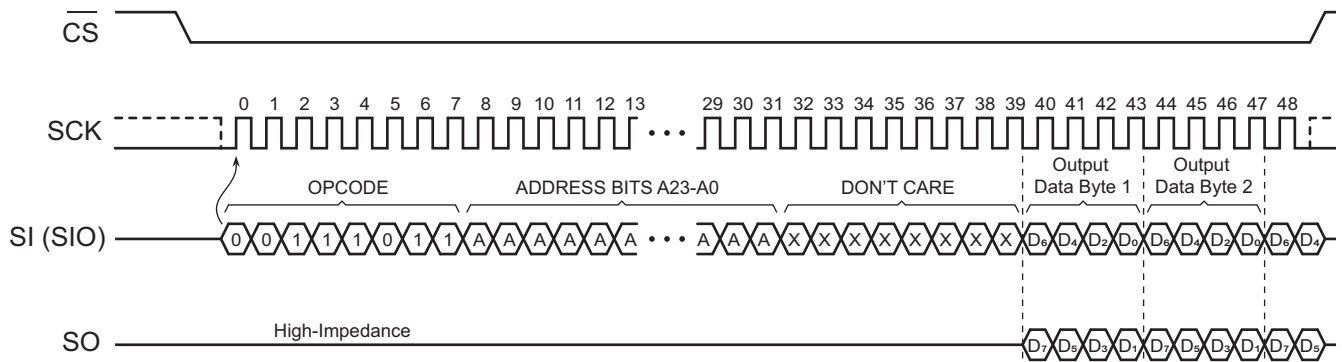 CS
0 1 2 3 4 5 6 7 8 9 10 11 12 13 29 30 31 32 33 34 35 36 37 38 39 40 41 42 43 44 45 46 47 48
SCK
OPCODE ADDRESS BITS A23-A0 DON'T CARE Output Data Byte 1 Output Data Byte 2
SI (SIO) 0 0 1 1 1 0 1 1 A A A A A A A A A X X X X X X X X D₆ D₄ D₂ D₀ D₆ D₄ D₂ D₀ D₆ D₄
High-Impedance
SO D₇ D₅ D₃ D₁ D₇ D₅ D₃ D₁ D₇ D₅